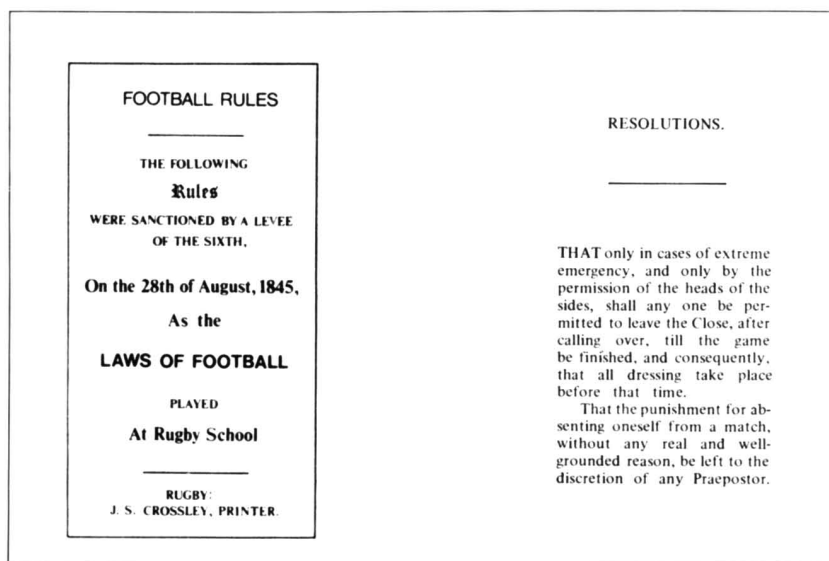 FOOTBALL RULES
THE FOLLOWING
Rules
WERE SANCTIONED BY A LEVEE
OF THE SIXTH,
On the 28th of August, 1845,
As the
LAWS OF FOOTBALL
PLAYED
At Rugby School
RUGBY:
J. S. CROSSLEY, PRINTER.
RESOLUTIONS.
THAT only in cases of extreme
emergency, and only by the
permission of the heads of the
sides, shall any one be per-
mitted to leave the Close, after
calling over, till the game
be finished, and consequently,
that all dressing take place
before that time.
That the punishment for ab-
senting oneself from a match,
without any real and well-
grounded reason, be left to the
discretion of any Praepostor.